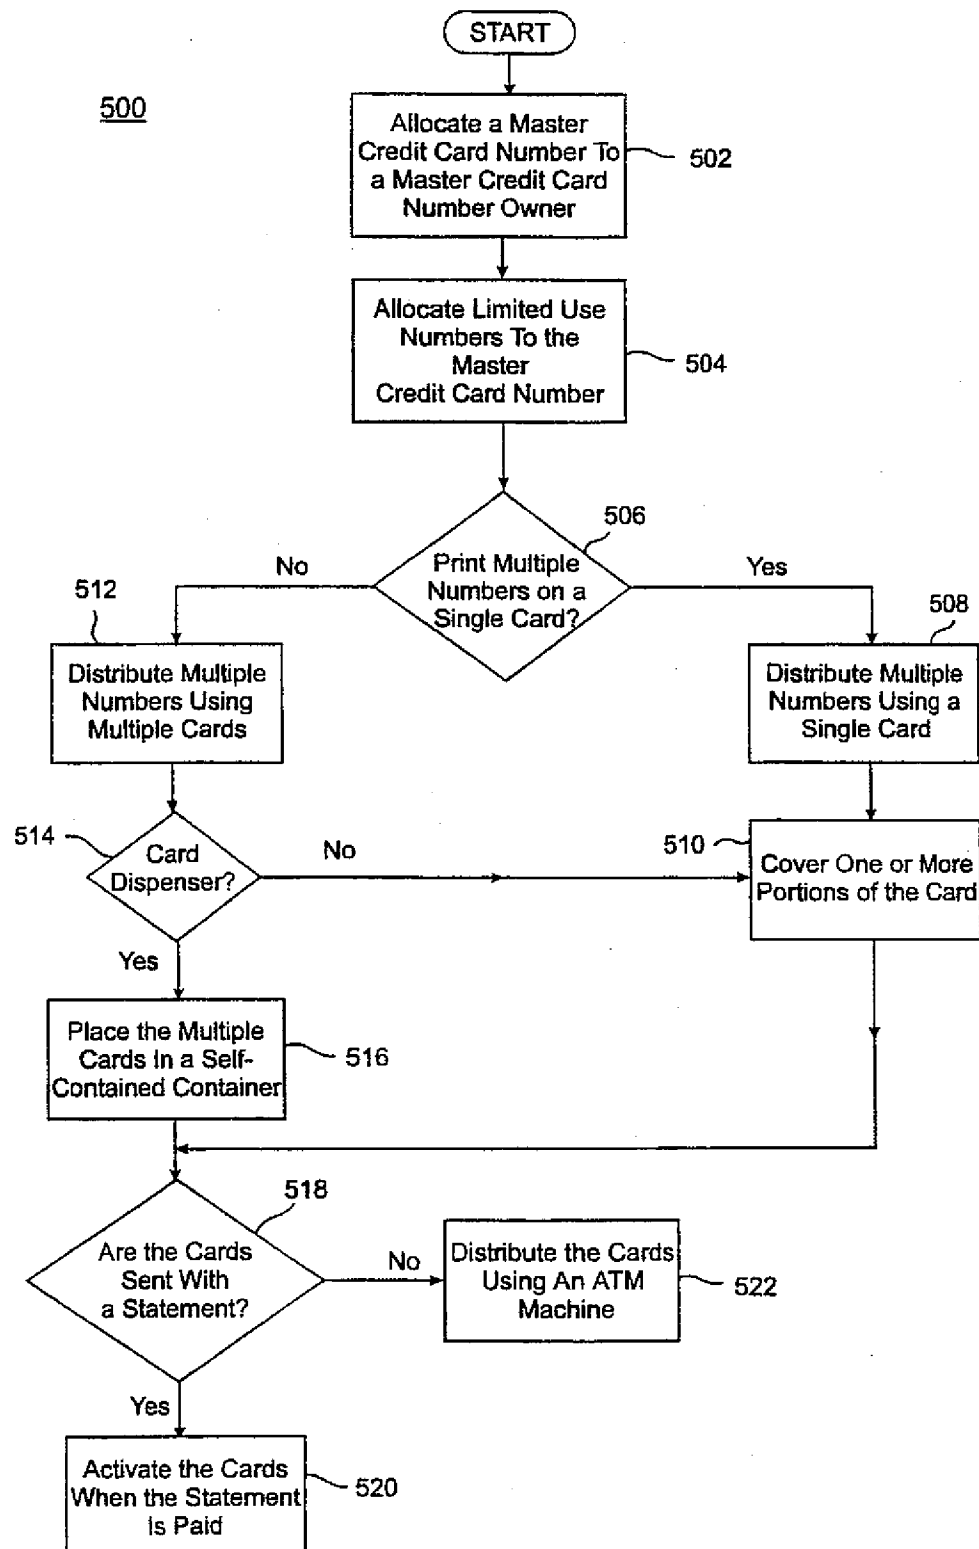 START
500
Allocate a Master
Credit Card Number To
a Master Credit Card
Number Owner
502
Allocate Limited Use
Numbers To the
Master
Credit Card Number
504
506
Print Multiple
Numbers on a
Single Card?
No
Yes
512
508
Distribute Multiple
Numbers Using
Multiple Cards
Distribute Multiple
Numbers Using a
Single Card
514
Card
Dispenser?
No
510
Cover One or More
Portions of the Card
Yes
Place the Multiple
Cards In a Self-
Contained Container
516
518
Are the Cards
Sent With
a Statement?
No
Distribute the Cards
Using An ATM
Machine
522
Yes
Activate the Cards
When the Statement
Is Paid
520